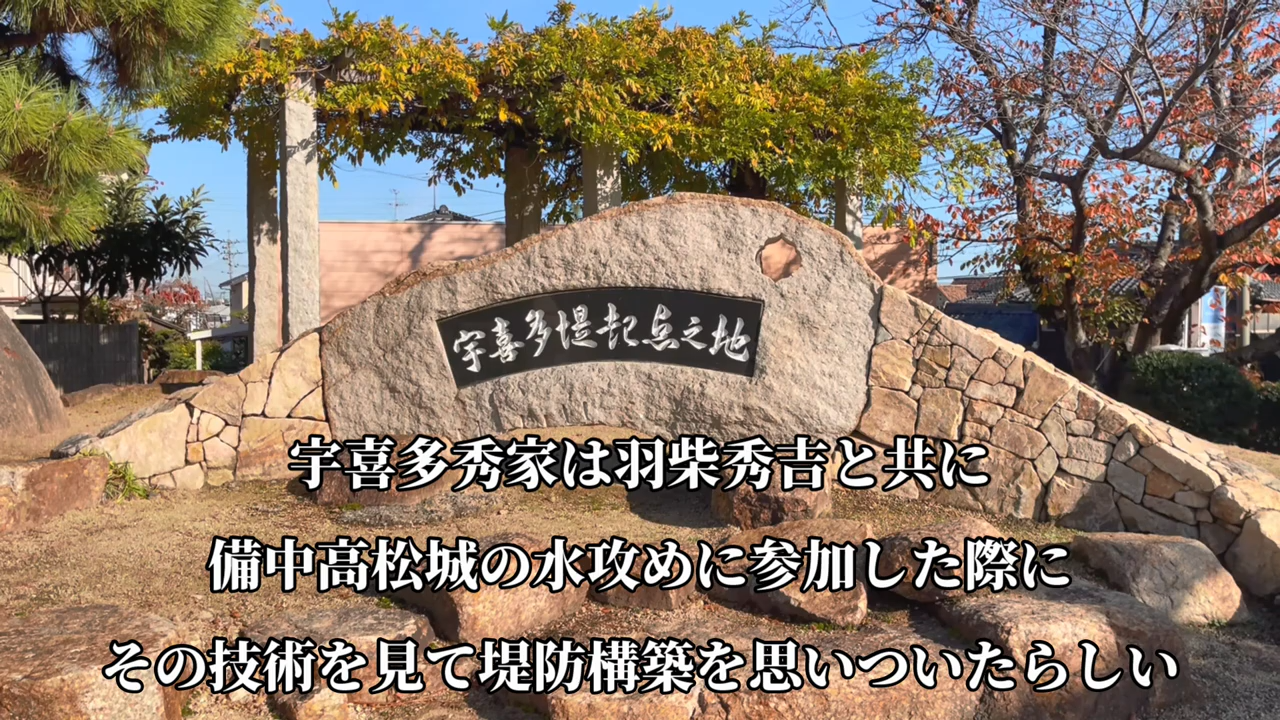 宇喜多堤起点之地
宇喜多秀家は羽柴秀吉と共に
備中高松城の水攻めに参加した際に
その技術を見て堤防構築を思いついたらしい